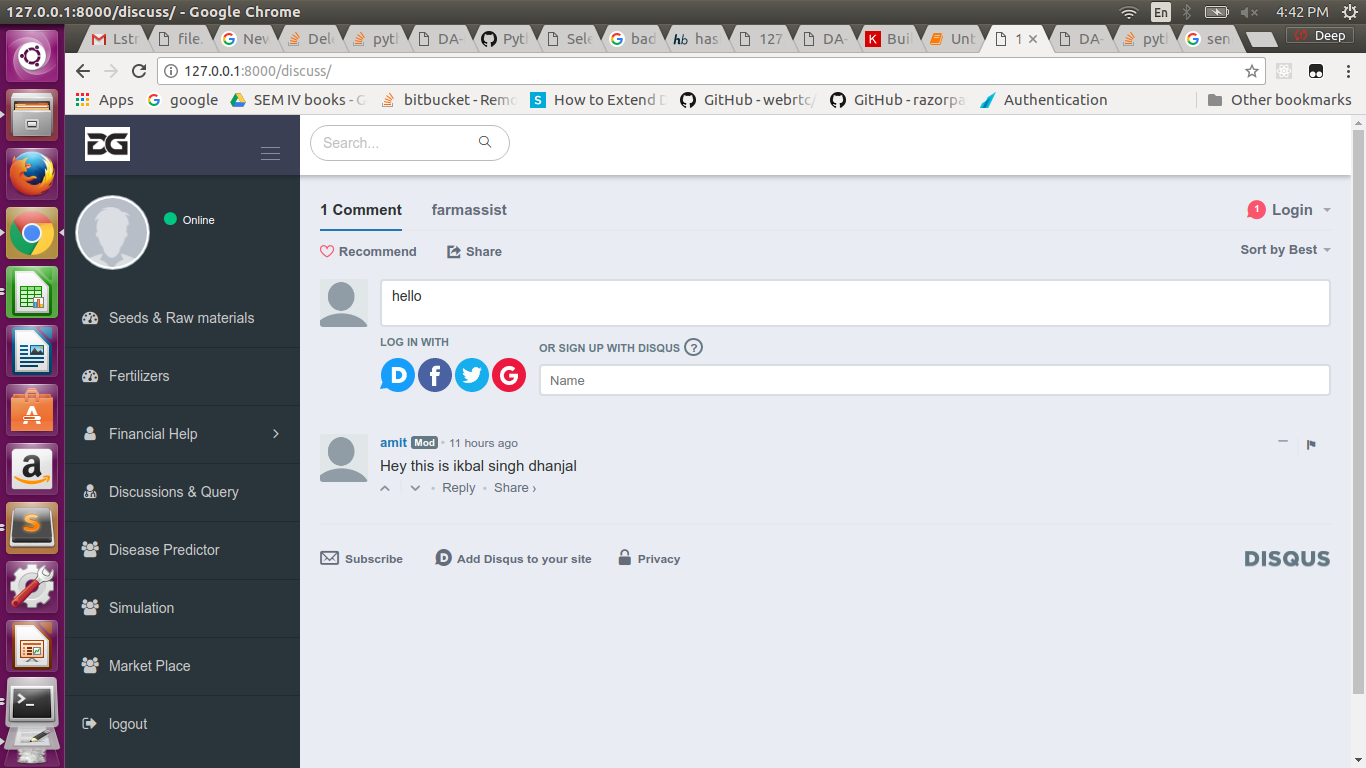 127.0.0.1:8000/discuss/ - Google Chrome
En
4:42 PM
Lstr
file.
New
Dele
pyth
DA-
Pyth
Sele
bad
hb has
127
DA-
K Buil
Unt
1
DA-
pyth
sen
Deep
127.0.0.1:8000/discuss/
Apps
google
SEM IV books - G
bitbucket - Remo
S How to Extend D
GitHub - webrtc/
GitHub - razorpa
Authentication
Other bookmarks
Search...
Online
Seeds & Raw materials
Fertilizers
Financial Help
Discussions & Query
Disease Predictor
Simulation
Market Place
logout
1 Comment
farmassist
1 Login
Recommend
Share
Sort by Best
hello
LOG IN WITH
OR SIGN UP WITH DISQUS ?
Name
amit Mod • 11 hours ago
Hey this is ikbal singh dhanjal
• Reply • Share ›
Subscribe
Add Disqus to your site
Privacy
DISQUS